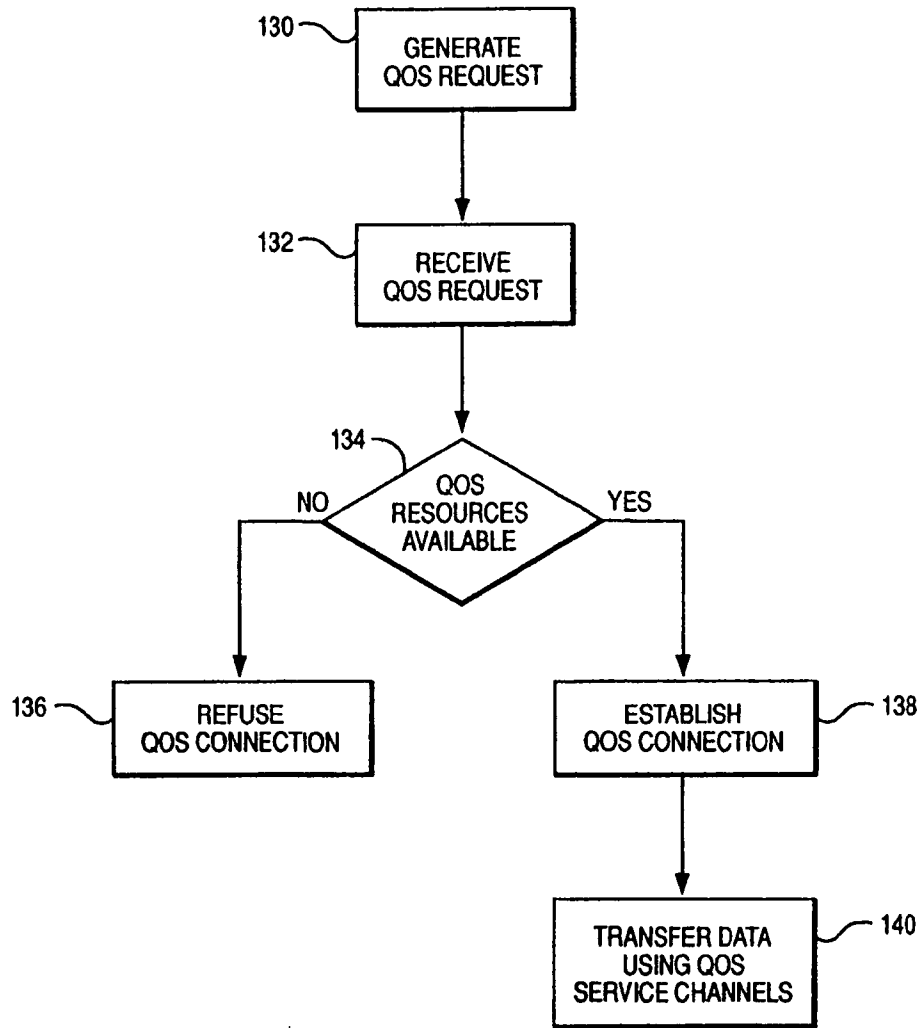 130
GENERATE
QOS REQUEST
132
RECEIVE
QOS REQUEST
134
QOS
RESOURCES
AVAILABLE
NO
YES
136
REFUSE
QOS CONNECTION
ESTABLISH
QOS CONNECTION
138
TRANSFER DATA
USING QOS
SERVICE CHANNELS
140